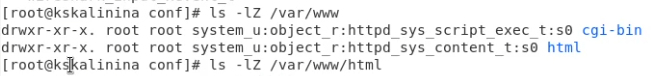 [root@kskalinina conf]# ls -lZ /var/www
drwxr-xr-x. root root system_u:object_r:httpd_sys_script_exec_t:s0 cgi-bin
drwxr-xr-x. root root system_u:object_r:httpd_sys_content_t:s0 html
[root@kskalinina conf]# ls -lZ /var/www/html